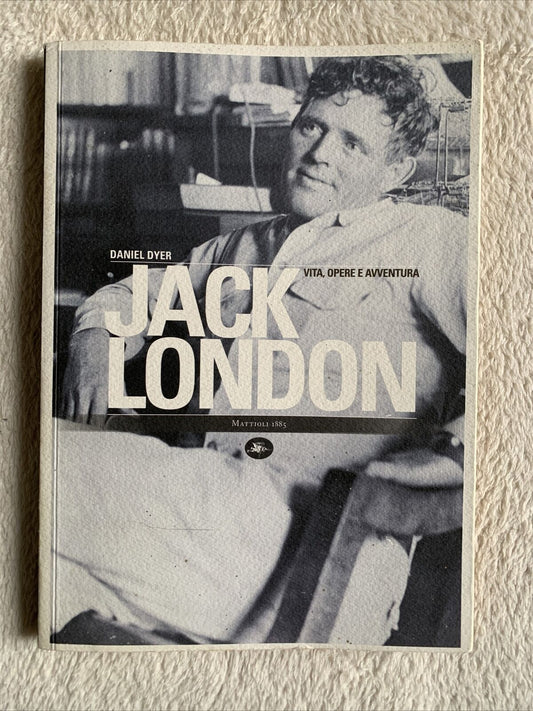 DANIEL DYER
VITA, OPERE E AVVENTURA
JACK
LONDON
MATTIOLI 1885